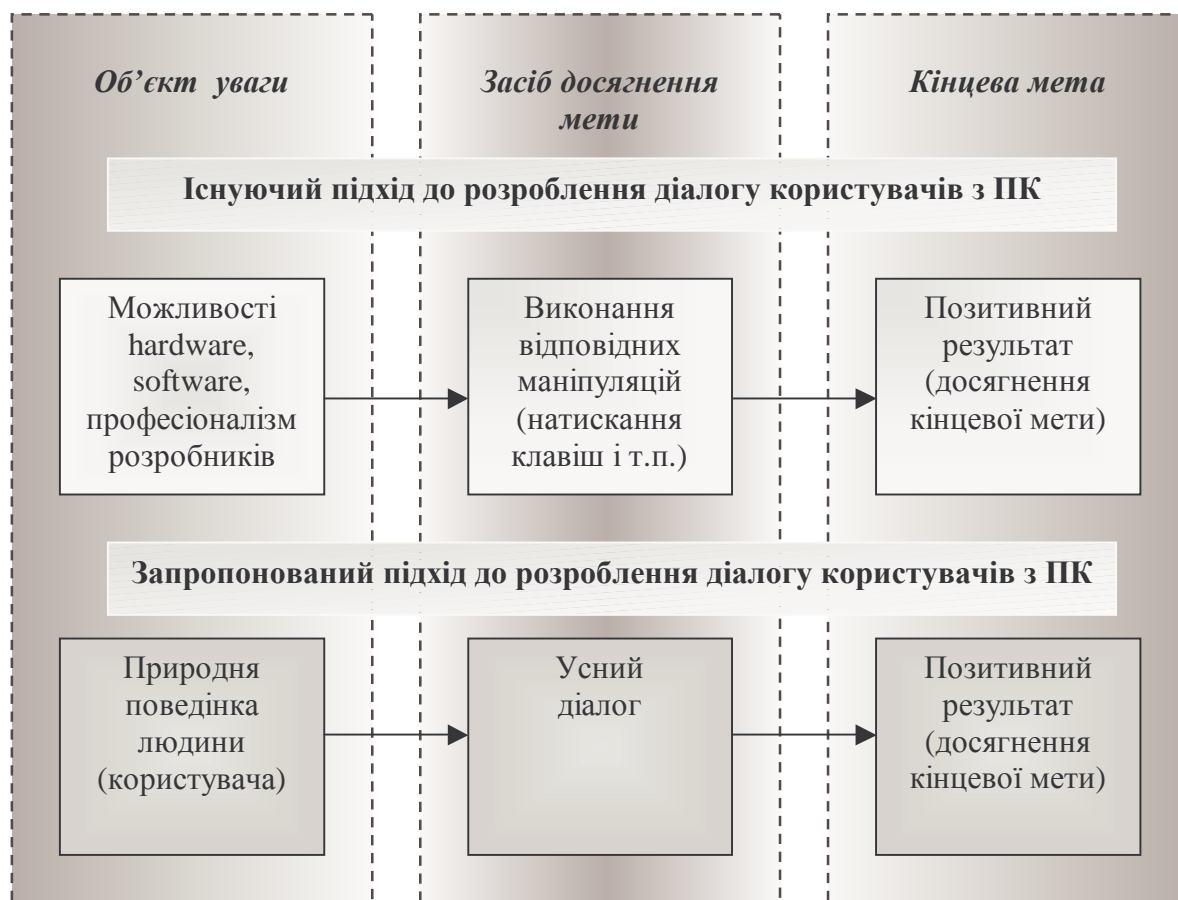 Об’єкт уваги
Засіб досягнення
мети
Кінцева мета
Існуючий підхід до розроблення діалогу користувачів з ПК
Можливості
hardware,
software,
професіоналізм
розробників
Виконання
відповідних
маніпуляцій
(натискання
клавіш і т.п.)
Позитивний
результат
(досягнення
кінцевої мети)
Запропонований підхід до розроблення діалогу користувачів з ПК
Природня
поведінка
людини
(користувача)
Усний
діалог
Позитивний
результат
(досягнення
кінцевої мети)